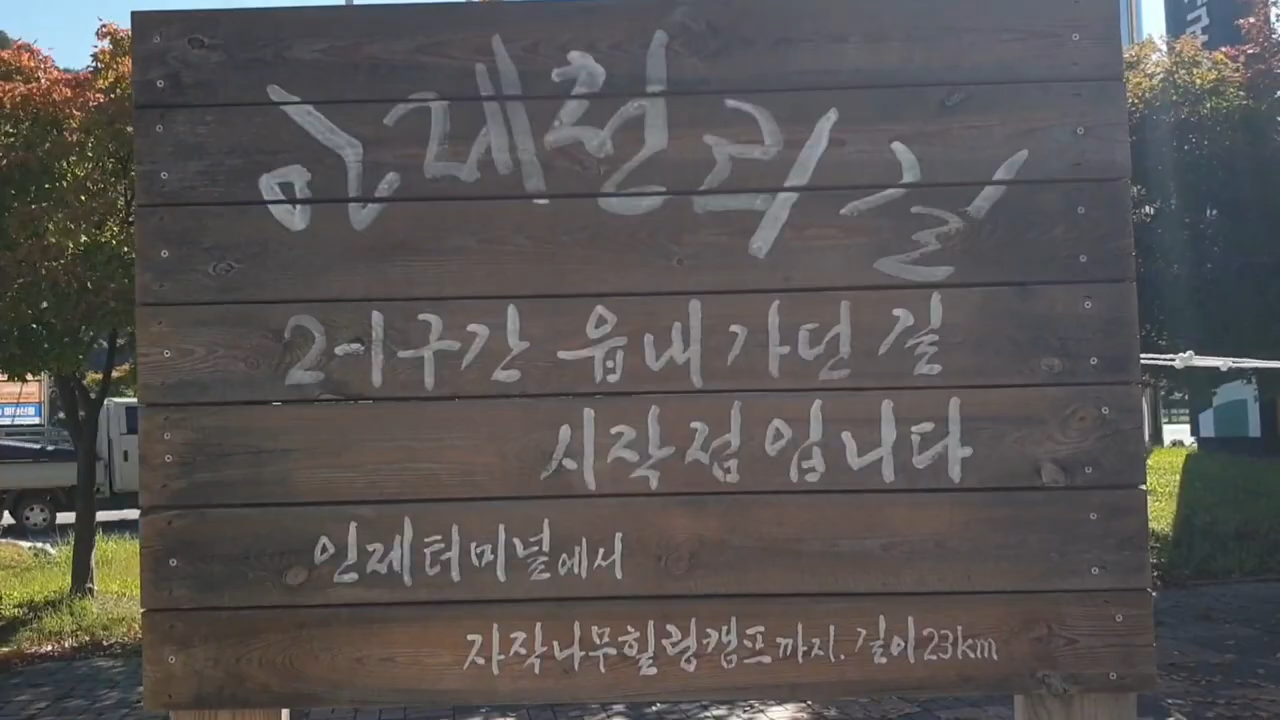 인제천리길
2-1구간 읍내가던길
시작점입니다
인제터미널에서
자작나무힐링캠프까지. 길이 23km